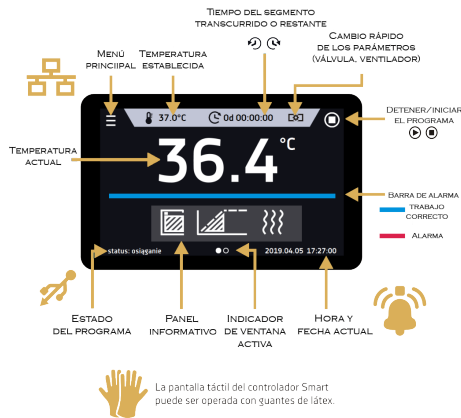 TIEMPO DEL SEGMENTO
TRANSCURRIDO O RESTANTE
CAMBIO RÁPIDO
DE LOS PARÁMETROS
(VÁLVULA, VENTILADOR)
MENÚ
PRINCIIPAL
TEMPERATURA
ESTABLECIDA
DETENER/INICIAR
EL PROGRAMA
37.0°C
0d 00:00:00
TEMPERATURA
ACTUAL
36.4°C
BARRA DE ALARMA
TRABAJO
CORRECTO
ALARMA
status: osiąganie
2019.04.05 17:27:00
ESTADO
DEL PROGRAMA
PANEL
INFORMATIVO
INDICADOR
DE VENTANA
ACTIVA
HORA Y
FECHA ACTUAL
La pantalla táctil del controlador Smart
puede ser operada con guantes de látex.